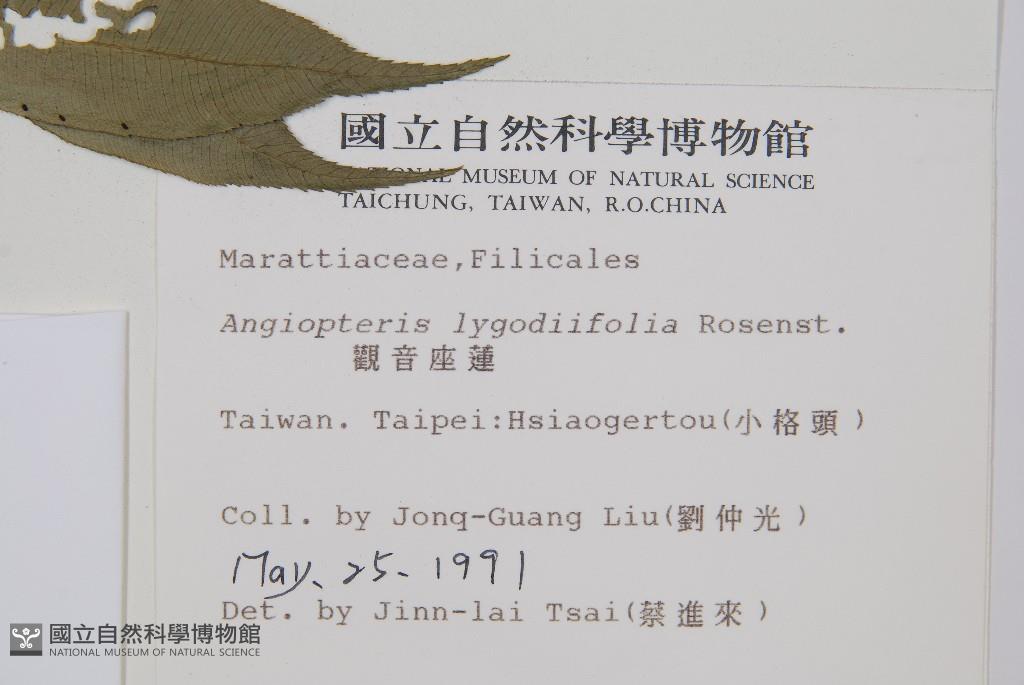 國立自然科學博物館
NATIONAL MUSEUM OF NATURAL SCIENCE
TAICHUNG, TAIWAN, R.O.CHINA
Marattiaceae,Filicales
Angiopteris lygodiifolia Rosenst.
觀音座蓮
Taiwan. Taipei:Hsiaogertou(小格頭)
Coll. by Jonq-Guang Liu(劉仲光)
May. 25. 1991
Det. by Jinn-lai Tsai(蔡進來)
國立自然科學博物館
NATIONAL MUSEUM OF NATURAL SCIENCE